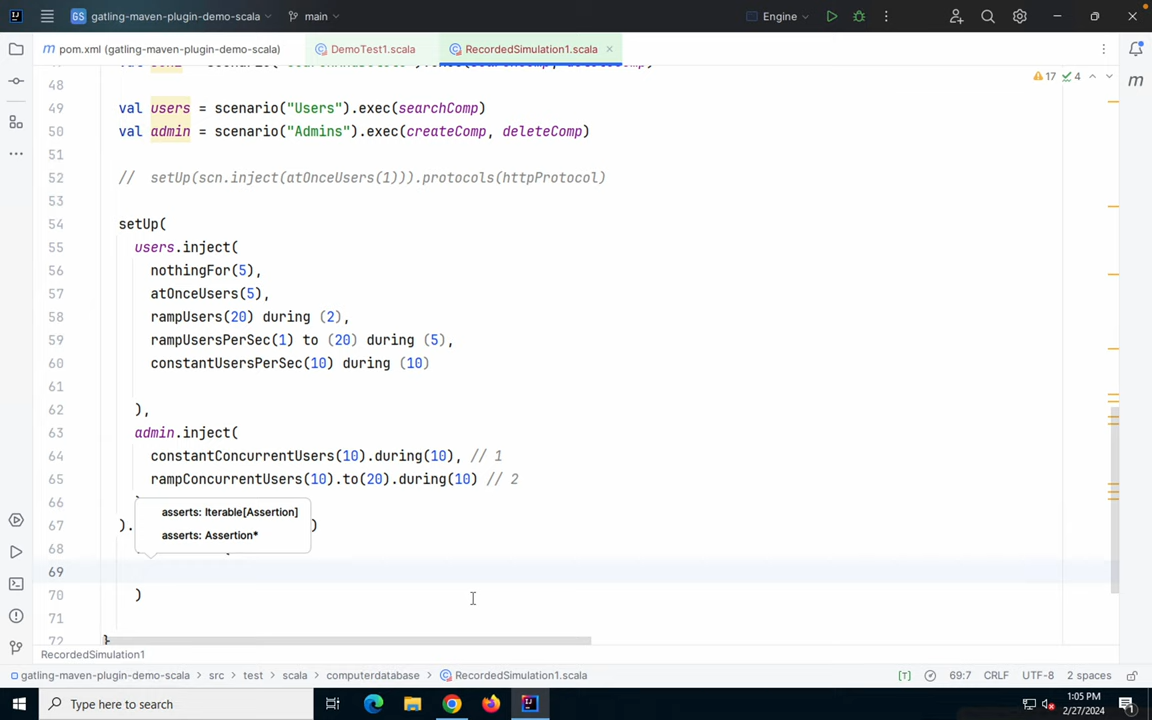 GS gatling-maven-plugin-demo-scala main Engine
m pom.xml (gatling-maven-plugin-demo-scala) DemoTest1.scala RecordedSimulation1.scala
17 4
48
49 val users = scenario("Users").exec(searchComp)
50 val admin = scenario("Admins").exec(createComp, deleteComp)
51
52 // setUp(scn.inject(atOnceUsers(1))).protocols(httpProtocol)
53
54 setUp(
55 users.inject(
56 nothingFor(5),
57 atOnceUsers(5),
58 rampUsers(20) during (2),
59 rampUsersPerSec(1) to (20) during (5),
60 constantUsersPerSec(10) during (10)
61
62 ),
63 admin.inject(
64 constantConcurrentUsers(10).during(10), // 1
65 rampConcurrentUsers(10).to(20).during(10) // 2
66
asserts: Iterable[Assertion]
67 ). )
asserts: Assertion*
68
69
70 )
71
72 }
RecordedSimulation1
gatling-maven-plugin-demo-scala src test scala computerdatabase RecordedSimulation1.scala [T] 69:7 CRLF UTF-8 2 spaces
Type here to search
1:05 PM
2/27/2024
1